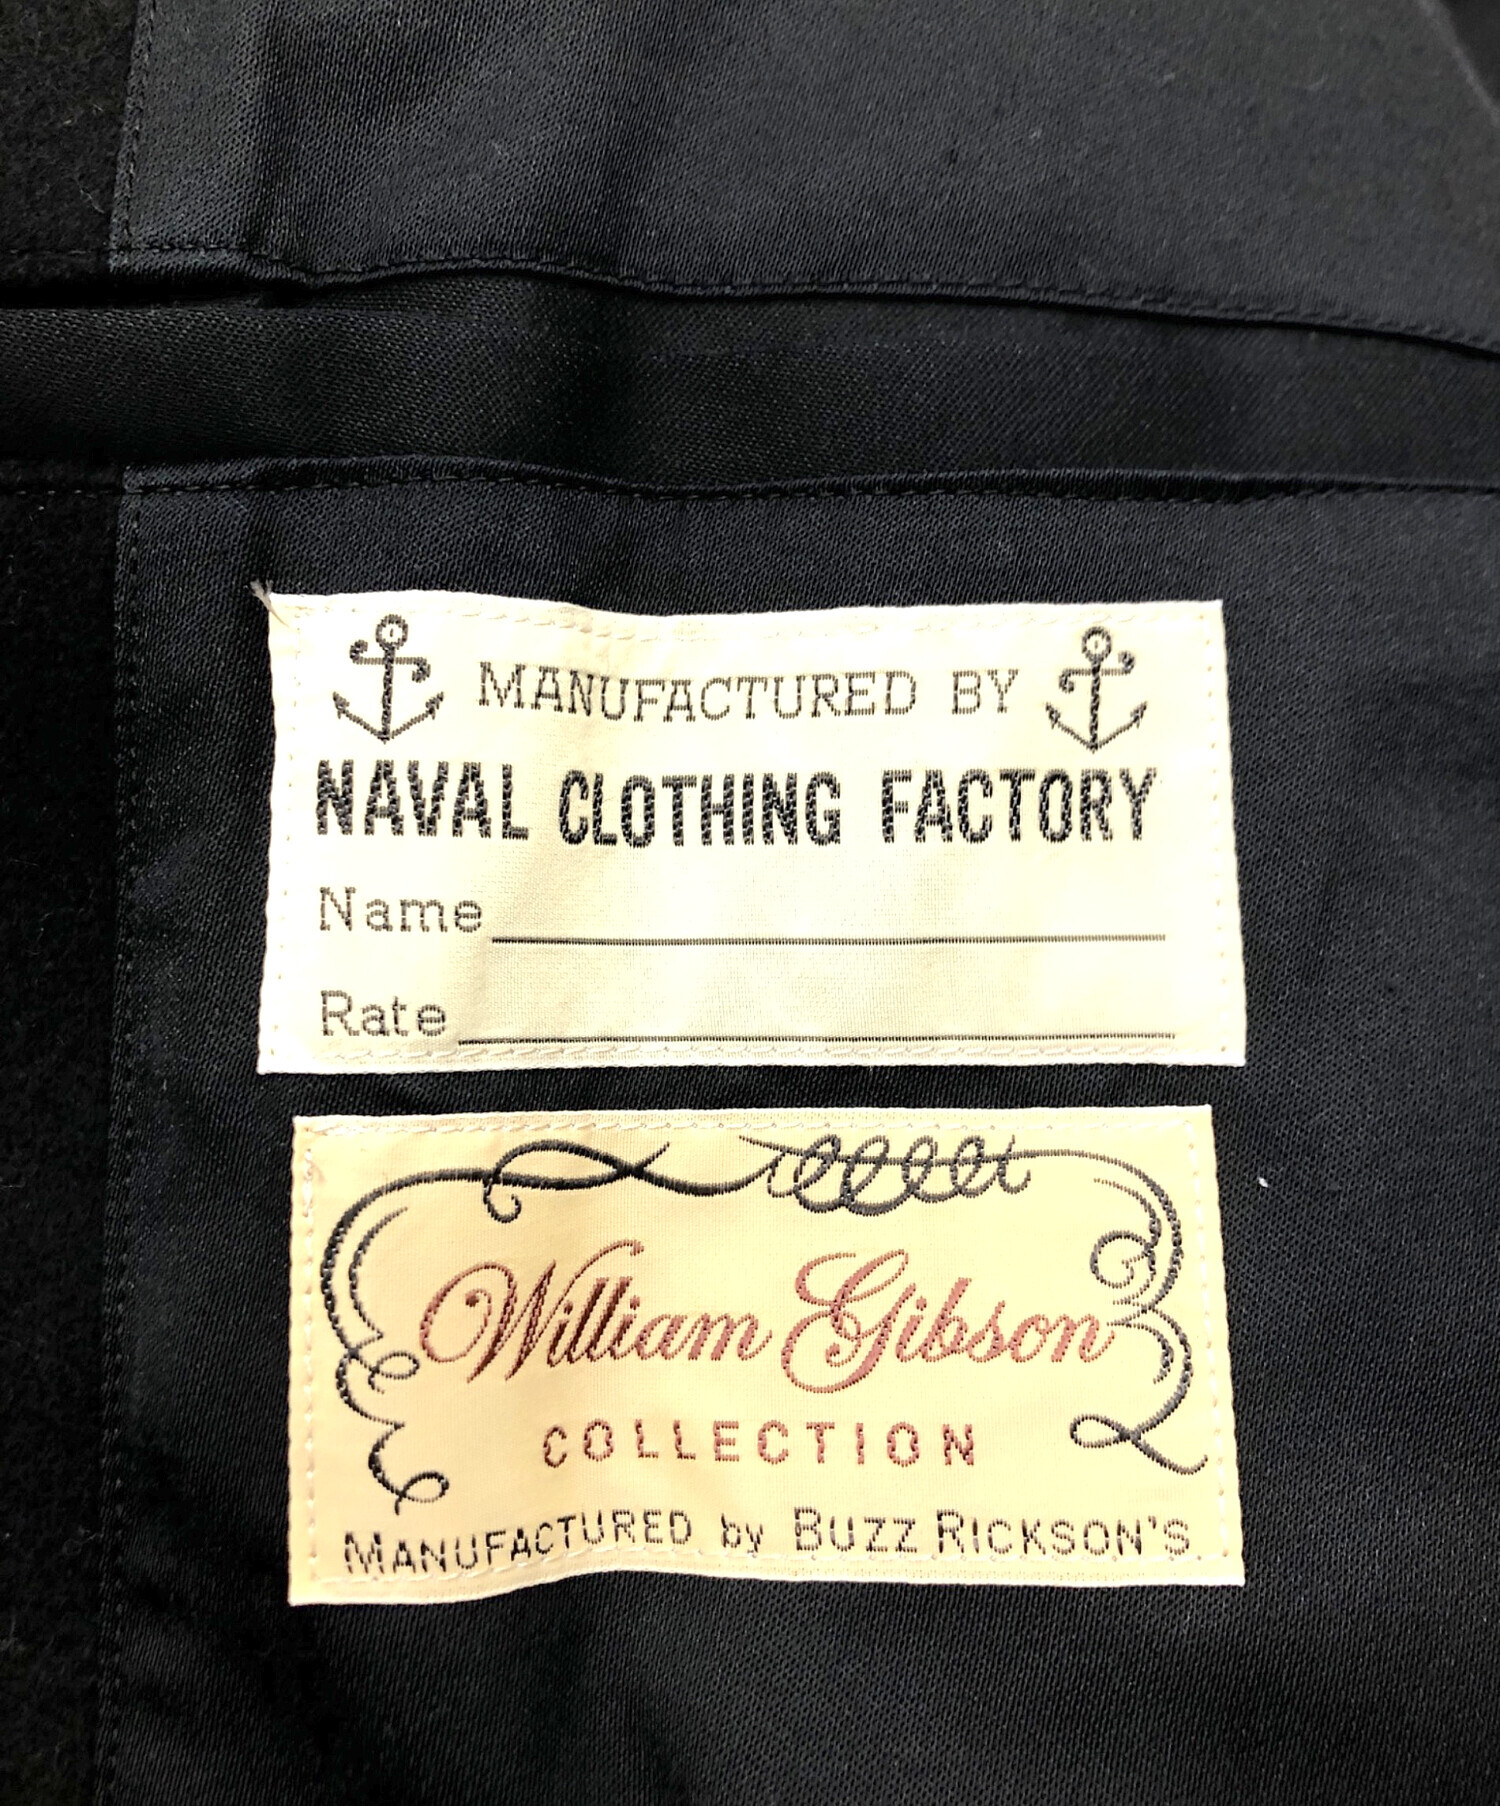 MANUFACTURED BY
NAVAL CLOTHING FACTORY
Name
Rate
William Gibson
COLLECTION
MANUFACTURED by BUZZ RICKSON'S